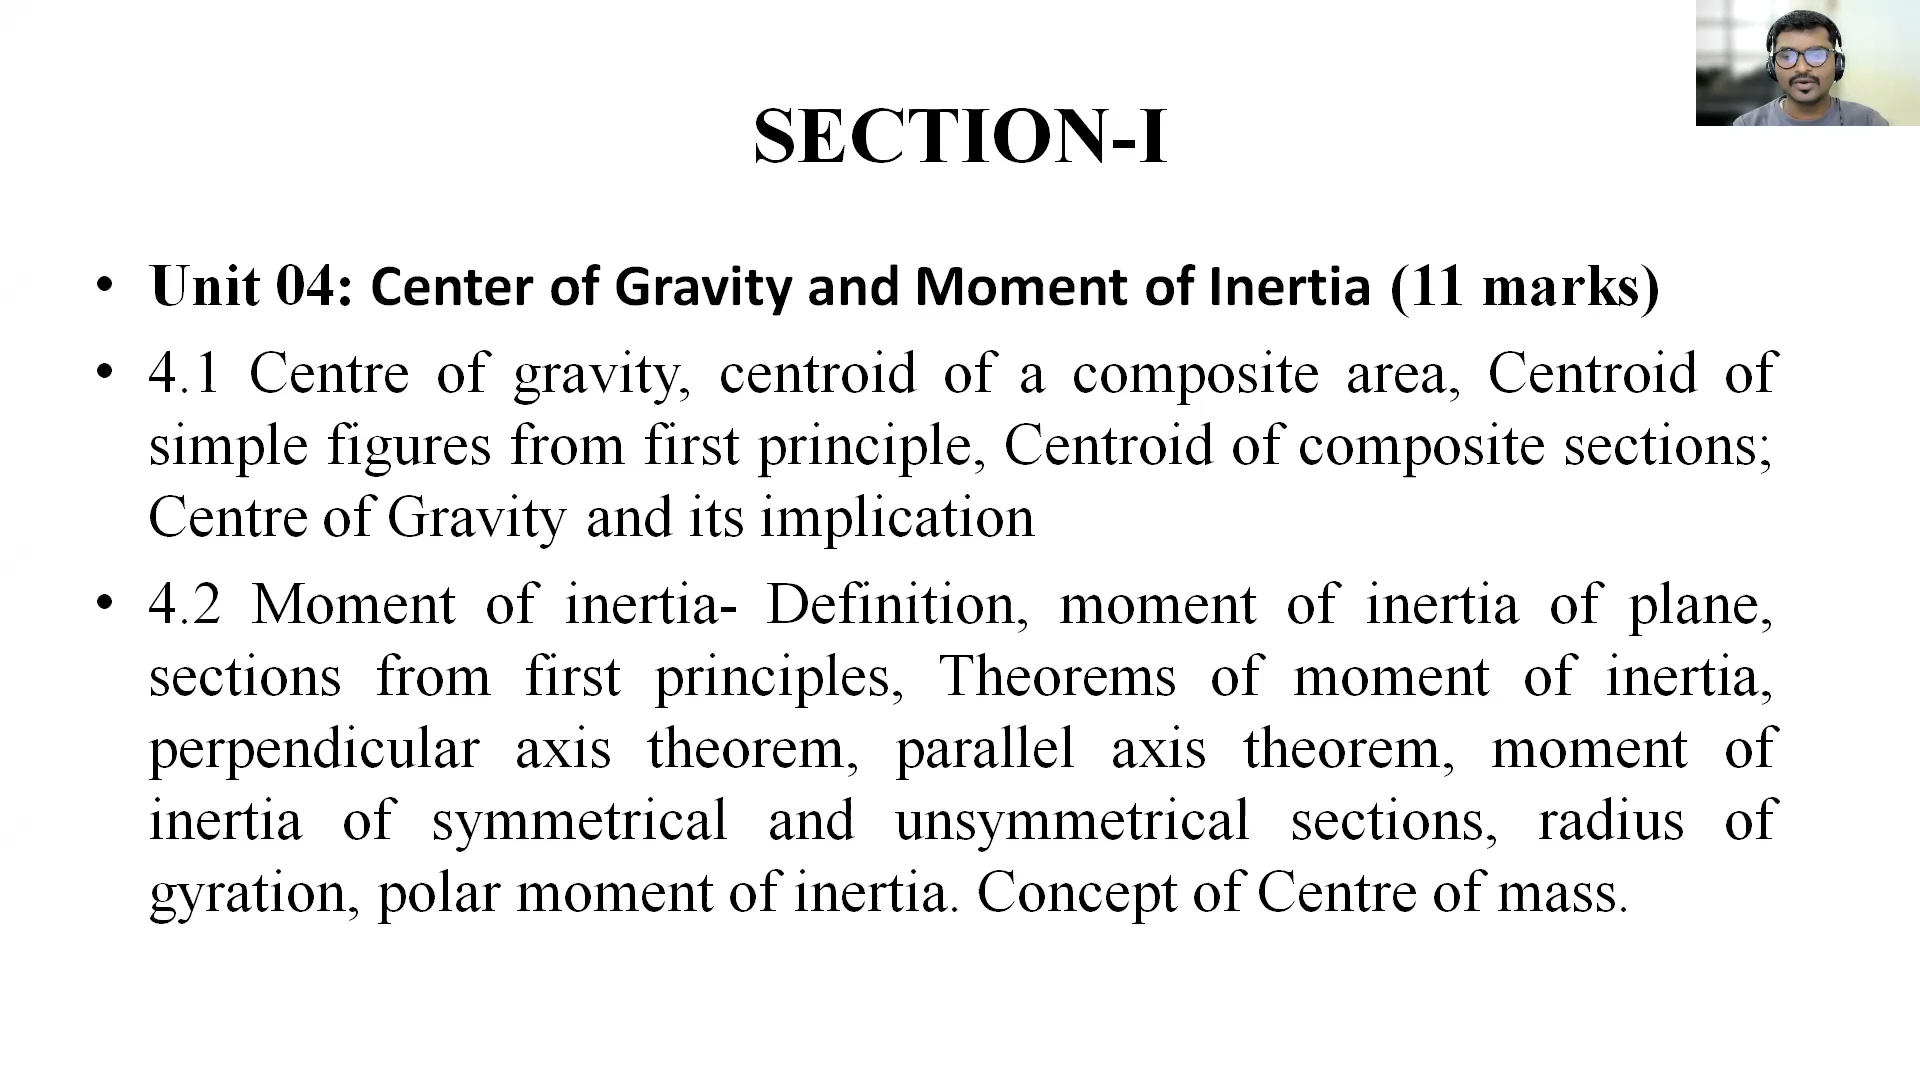 SECTION-I
• Unit 04: Center of Gravity and Moment of Inertia (11 marks)
• 4.1 Centre of gravity, centroid of a composite area, Centroid of
simple figures from first principle, Centroid of composite sections;
Centre of Gravity and its implication
• 4.2 Moment of inertia- Definition, moment of inertia of plane,
sections from first principles, Theorems of moment of inertia,
perpendicular axis theorem, parallel axis theorem, moment of
inertia of symmetrical and unsymmetrical sections, radius of
gyration, polar moment of inertia. Concept of Centre of mass.